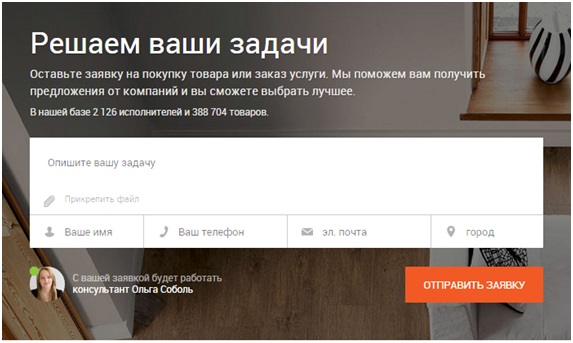 Решаем ваши задачи
Оставьте заявку на покупку товара или заказ услуги. Мы поможем вам получить
предложения от компаний и вы сможете выбрать лучшее.
В нашей базе 2 126 исполнителей и 388 704 товаров.
Опишите вашу задачу
Прикрепить файл
Ваше имя
Ваш телефон
эл. почта
город
С вашей заявкой будет работать
консультант Ольга Соболь
ОТПРАВИТЬ ЗАЯВКУ